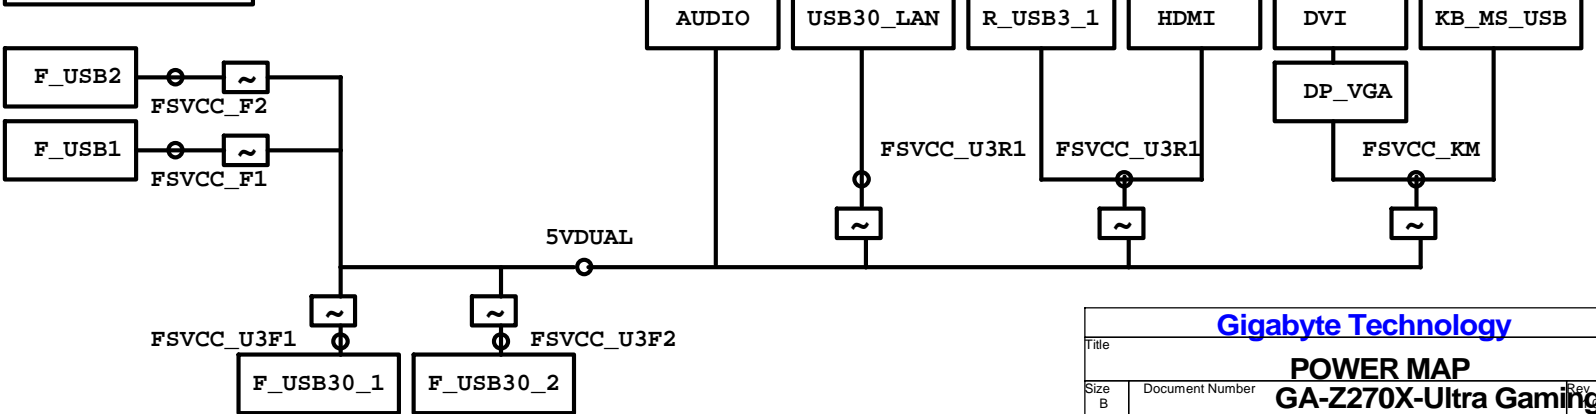 AUDIO USB30_LAN R_USB3_1 HDMI DVI KB_MS_USB
F_USB2 ~
FSVCC_F2
DP_VGA
F_USB1 ~
FSVCC_F1
FSVCC_U3R1 FSVCC_U3R1 FSVCC_KM
~ ~ ~
5VDUAL
~ ~
FSVCC_U3F1 FSVCC_U3F2
F_USB30_1 F_USB30_2
Gigabyte Technology
Title
POWER MAP
Size Document Number Rev
B GA-Z270X-Ultra Gaming